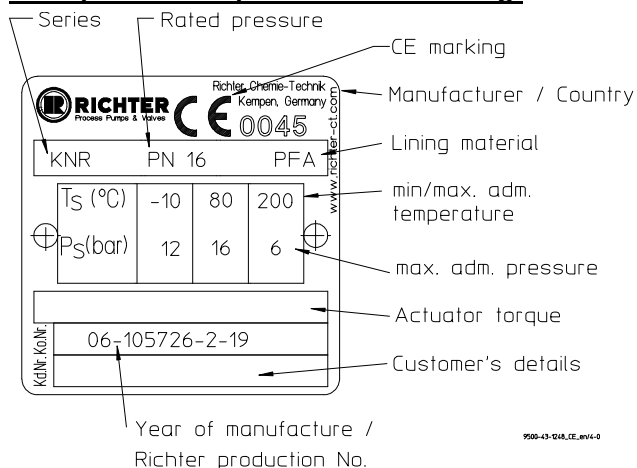 Series
Rated pressure
CE marking
Richter Chemie-Technik
Kempen, Germany
RICHTER
Process Pumps & Valves
CE
0045
www.richter-ct.com
Manufacturer / Country
KNR PN 16 PFA
Lining material
TS (°C) -10 80 200
min/max. adm.
temperature
PS(bar) 12 16 6
max. adm. pressure
Actuator torque
Kd.Nr. Ko.Nr.
06-105726-2-19
Customer's details
Year of manufacture /
Richter production No.
9500-43-1248_CE_en/4-0